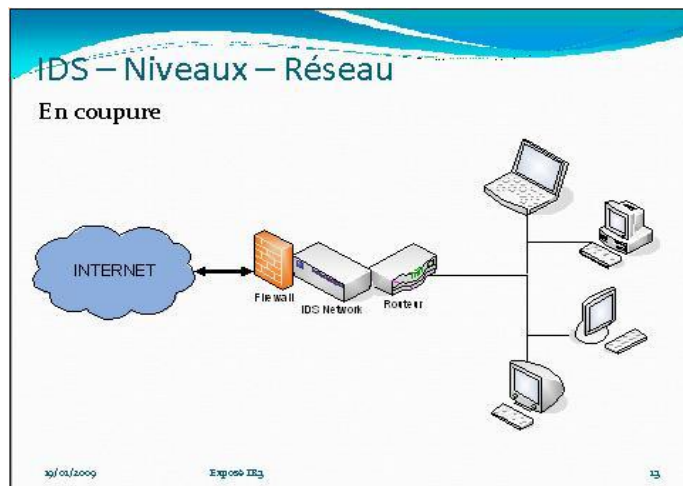 IDS – Niveaux – Réseau
En coupure
INTERNET
Firewall
IDS Network
Routeur
19/01/2009
Exposé IR3
13